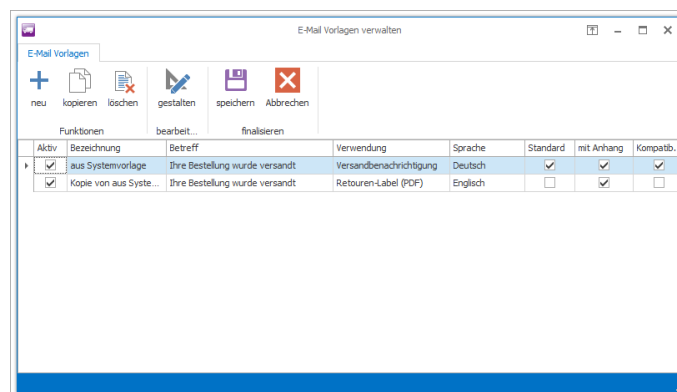 E-Mail Vorlagen verwalten
E-Mail Vorlagen
neu kopieren löschen gestalten speichern Abbrechen
Funktionen bearbeit... finalisieren
Aktiv Bezeichnung Betreff Verwendung Sprache Standard mit Anhang Kompatib.
aus Systemvorlage Ihre Bestellung wurde versandt Versandbenachrichtigung Deutsch
Kopie von aus Syste... Ihre Bestellung wurde versandt Retouren-Label (PDF) Englisch